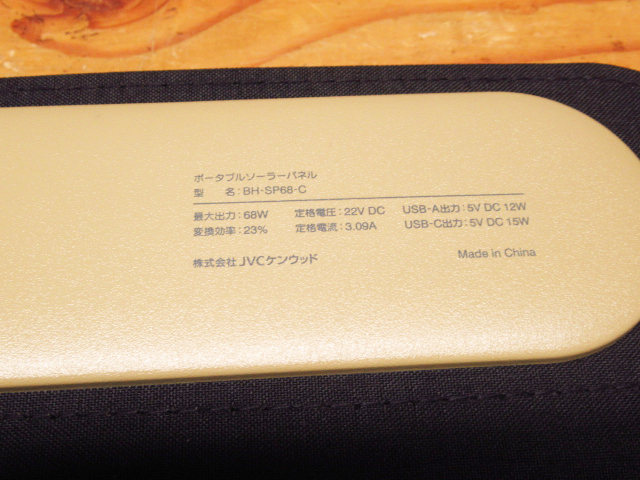 ポータブルソーラーパネル
型 名:BH-SP68-C
最大出力:68W 定格電圧:22V DC USB-A出力:5V DC 12W
変換効率:23% 定格電流:3.09A USB-C出力:5V DC 15W
株式会社JVCケンウッド Made in China